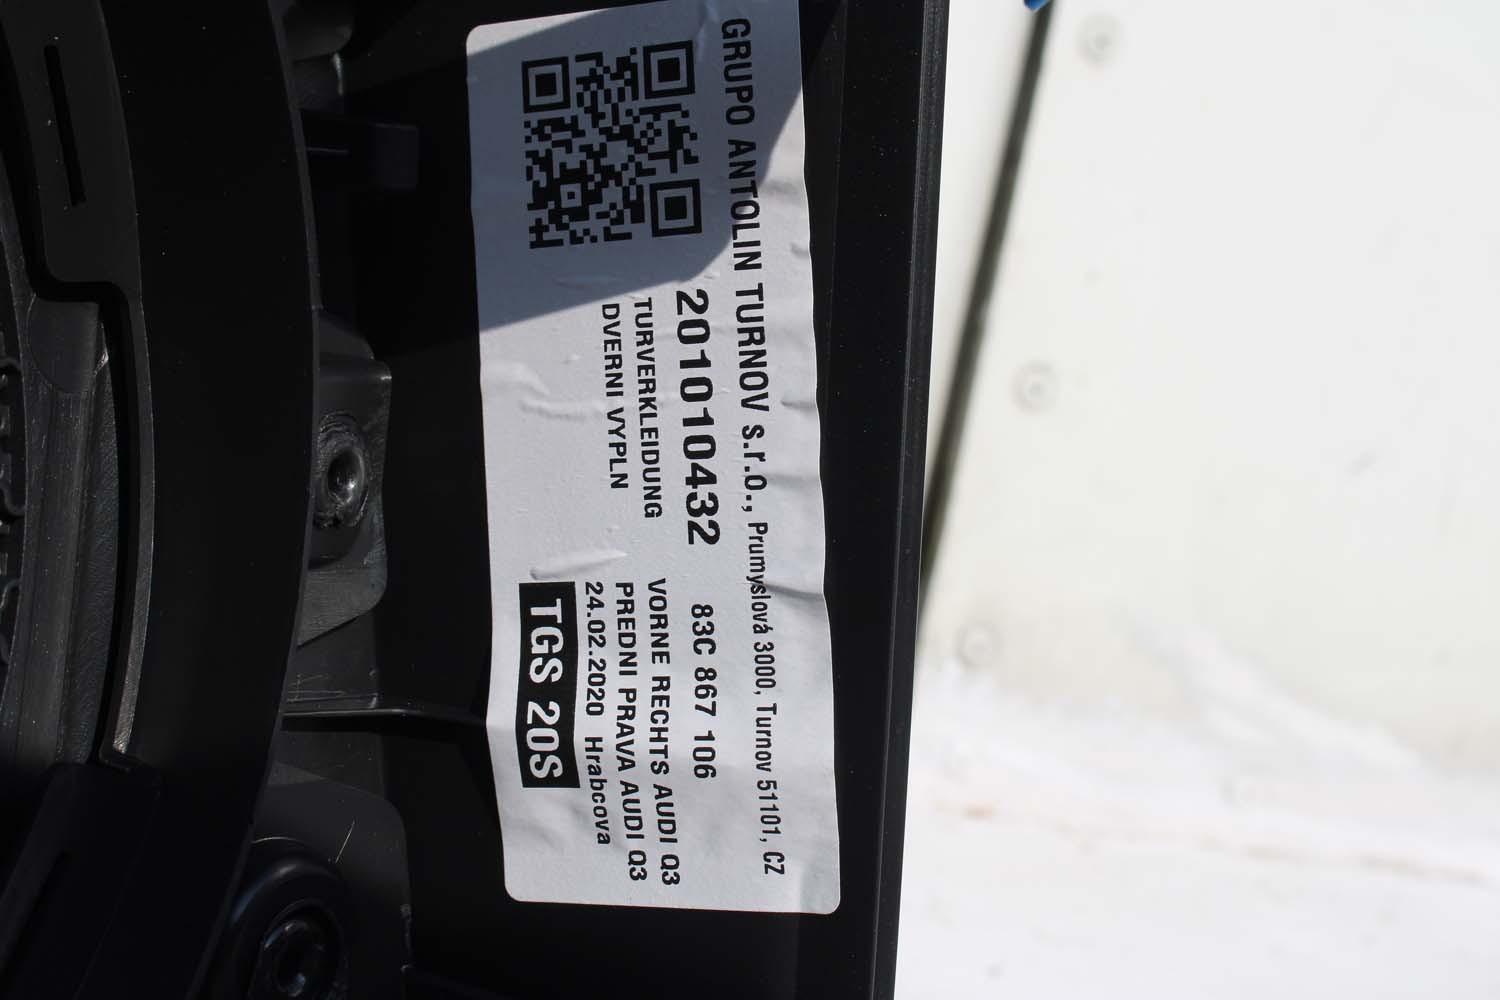 GRUPO ANTOLIN TURNOV s.r.o., Prumyslová 3000, Turnov 51101, CZ
201010432 83C 867 106
TURVERKLEIDUNG VORNE RECHTS AUDI Q3
DVERNI VYPLN PREDNI PRAVA AUDI Q3
24.02.2020 Hrabcova
TGS 20S